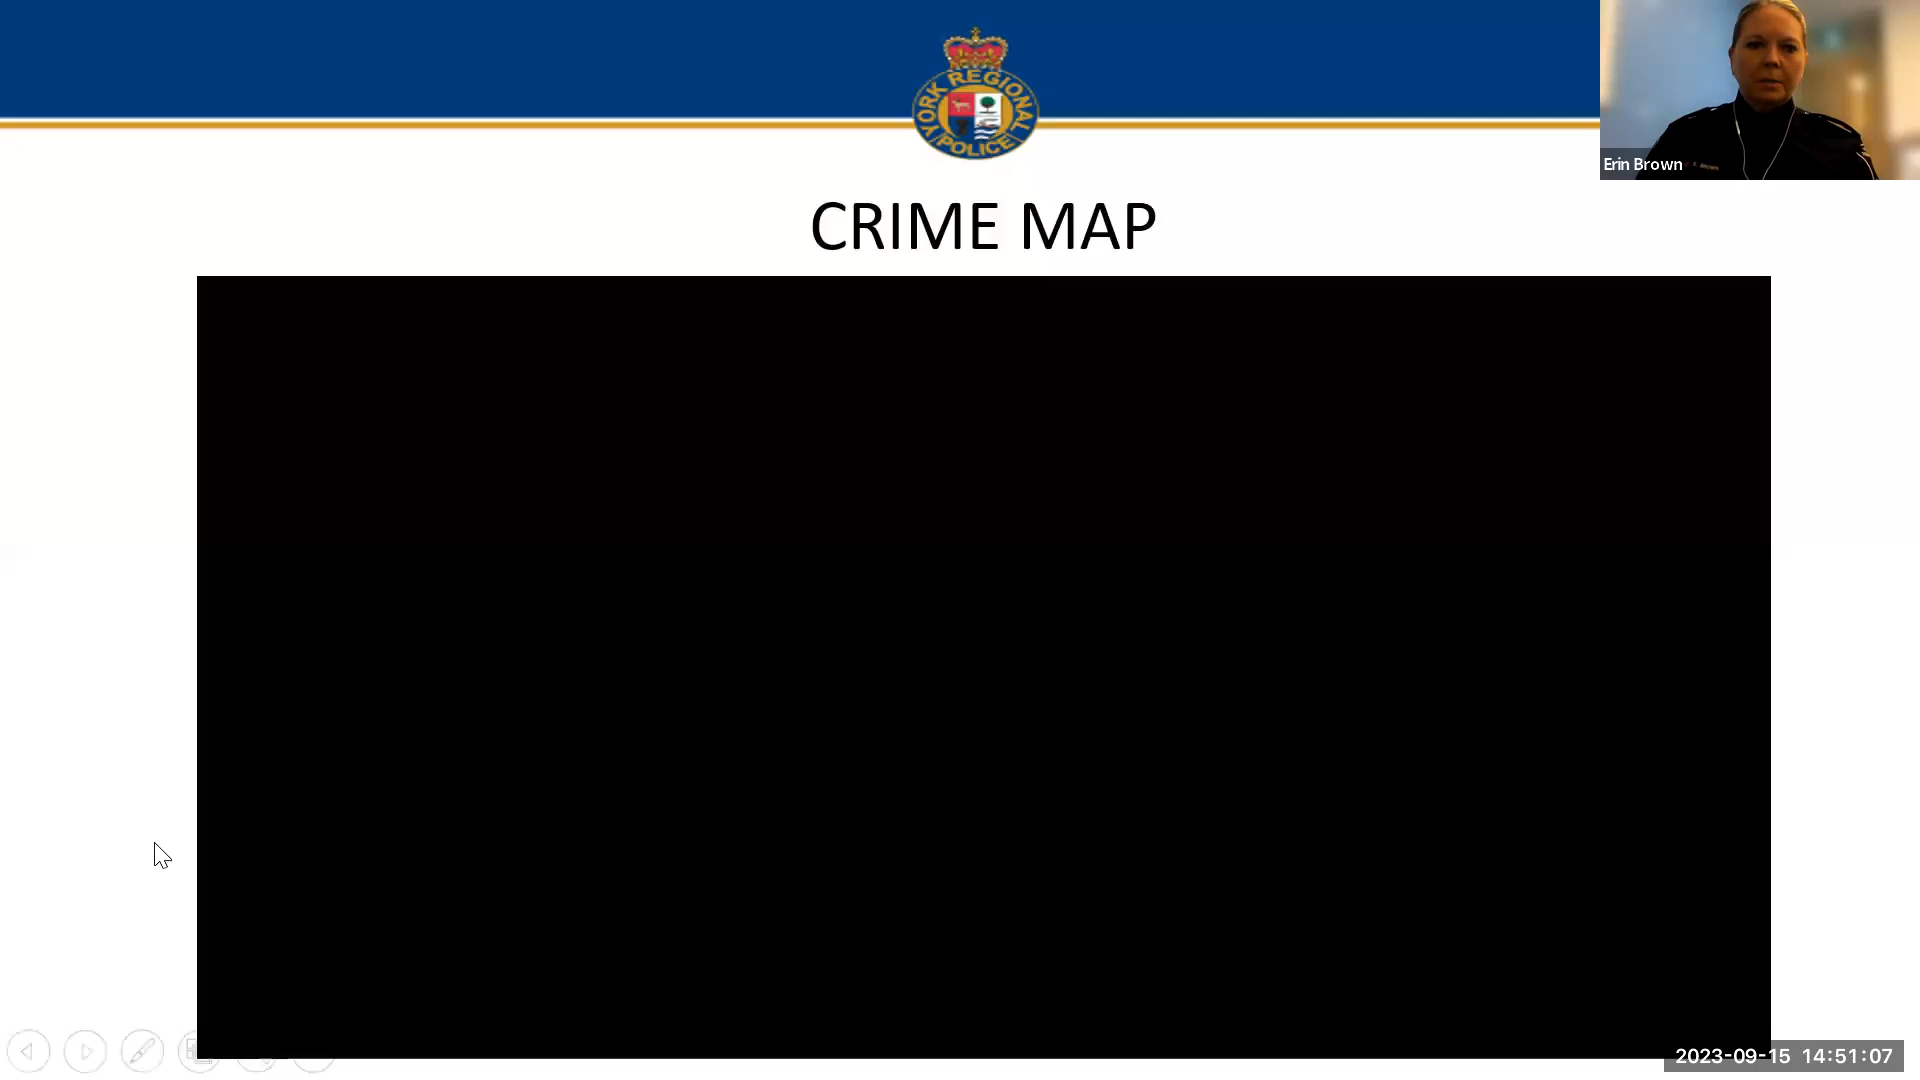 YORK REGIONAL
POLICE
Erin Brown
CRIME MAP
2023-09-15 14:51:07